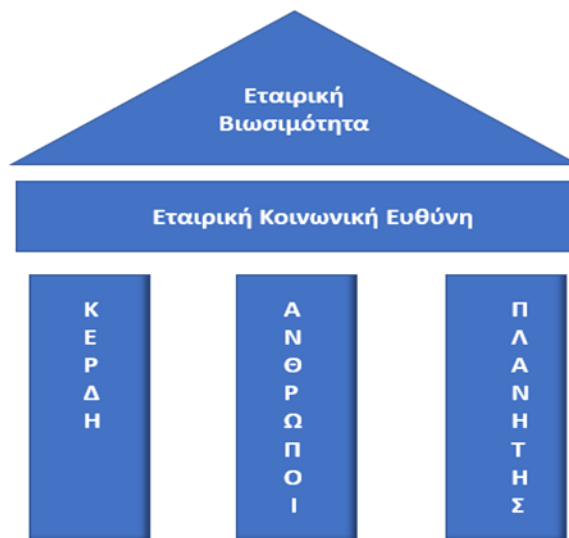 Εταιρική
Βιωσιμότητα
Εταιρική Κοινωνική Ευθύνη
ΚΕΡΔΗ
ΑΝΘΡΩΠΟΙ
ΠΛΑΝΗΤΗΣ